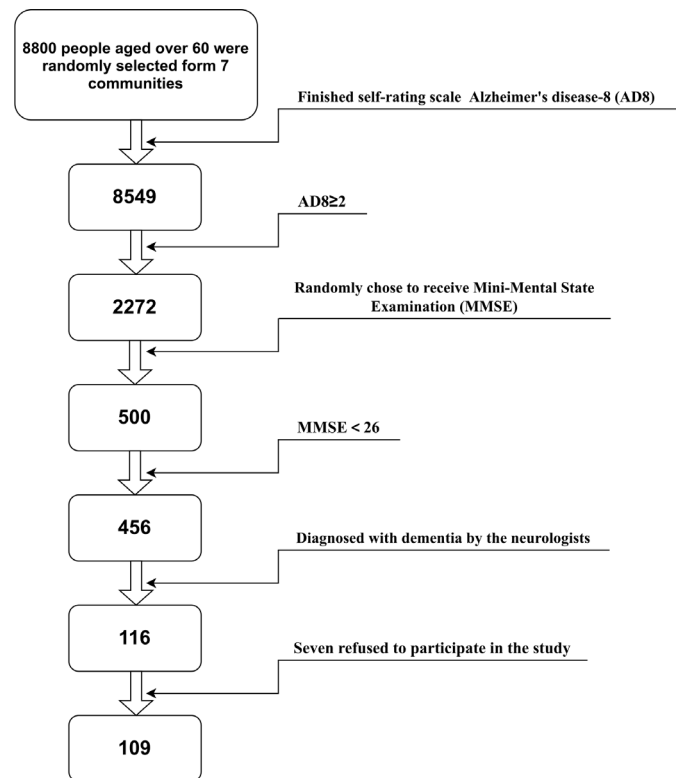 8800 people aged over 60 were
randomly selected form 7
communities
Finished self-rating scale Alzheimer's disease-8 (AD8)
8549
AD8≥2
2272
Randomly chose to receive Mini-Mental State
Examination (MMSE)
500
MMSE < 26
456
Diagnosed with dementia by the neurologists
116
Seven refused to participate in the study
109